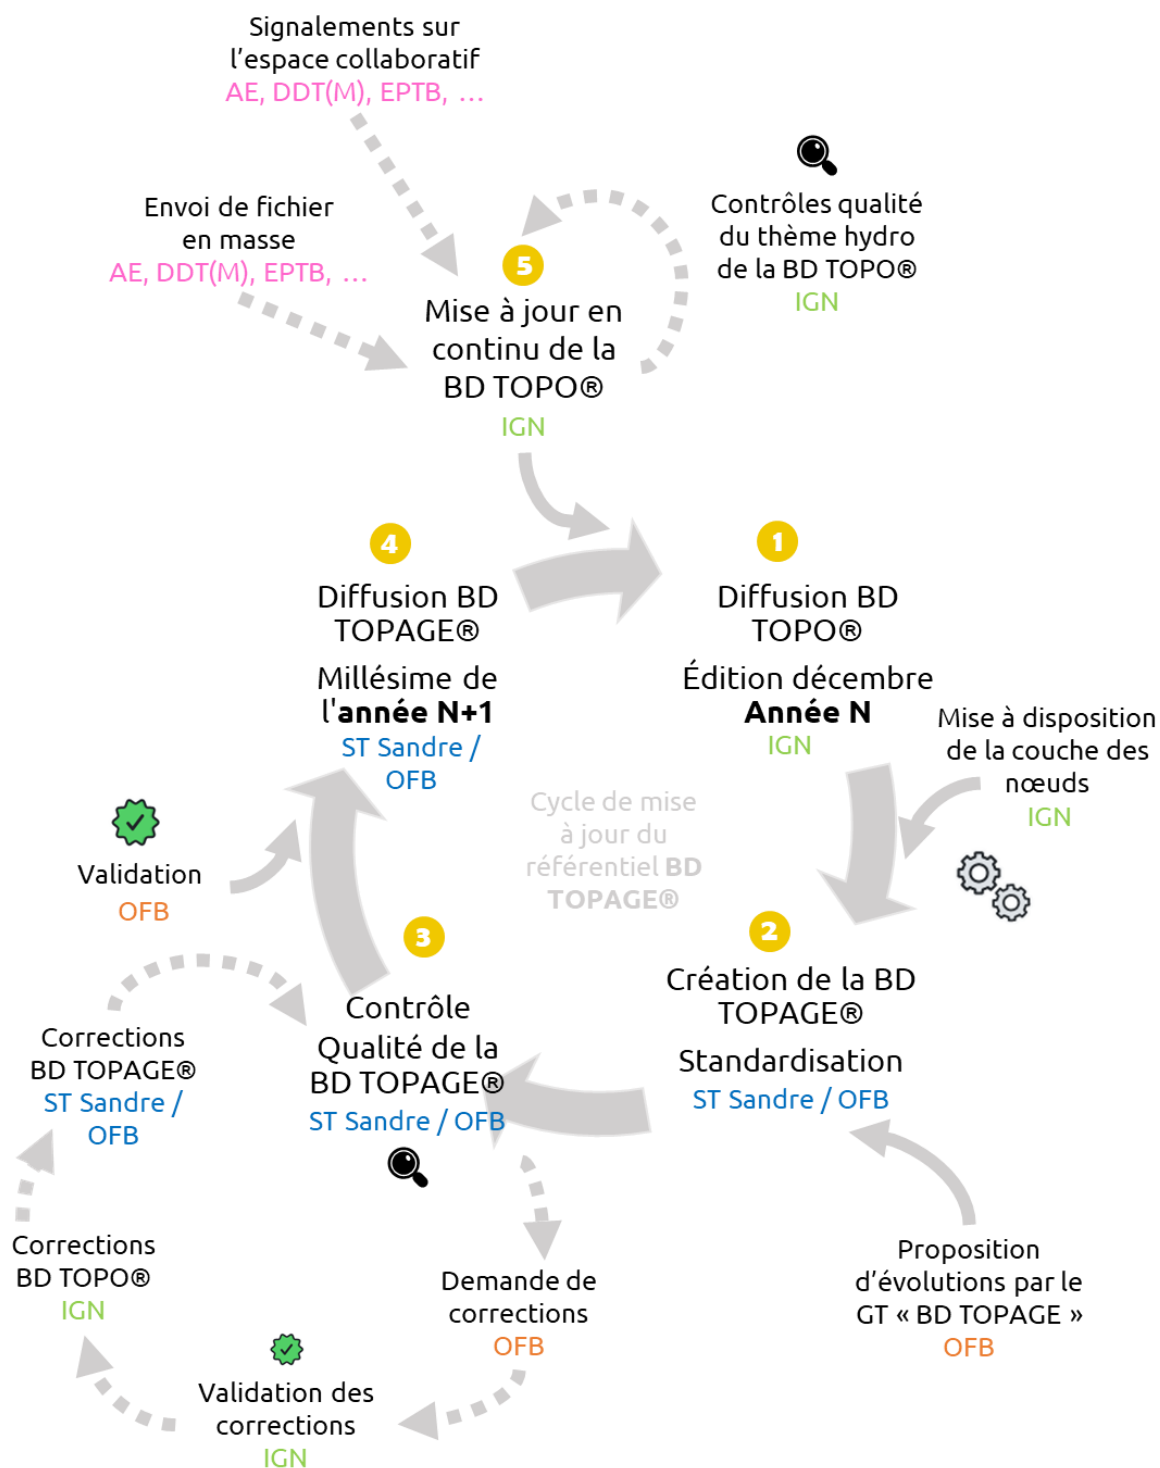 Signalements sur
l’espace collaboratif
AE, DDT(M), EPTB, …
Envoi de fichier
en masse
AE, DDT(M), EPTB, …
Contrôles qualité
du thème hydro
de la BD TOPO®
IGN
5
Mise à jour en
continu de la
BD TOPO®
IGN
4
Diffusion BD
TOPAGE®
Millésime de
l'année N+1
ST Sandre /
OFB
1
Diffusion BD
TOPO®
Édition décembre
Année N
IGN
Mise à disposition
de la couche des
nœuds
IGN
Cycle de mise
à jour du
référentiel BD
TOPAGE®
Validation
OFB
3
Contrôle
Qualité de la
BD TOPAGE®
ST Sandre / OFB
2
Création de la BD
TOPAGE®
Standardisation
ST Sandre / OFB
Corrections
BD TOPAGE®
ST Sandre /
OFB
Corrections
BD TOPO®
IGN
Validation des
corrections
IGN
Demande de
corrections
OFB
Proposition
d’évolutions par le
GT « BD TOPAGE »
OFB